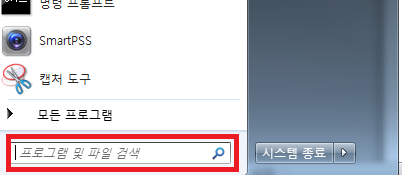 명령 프롬프트
SmartPSS
캡처 도구
모든 프로그램
프로그램 및 파일 검색
시스템 종료